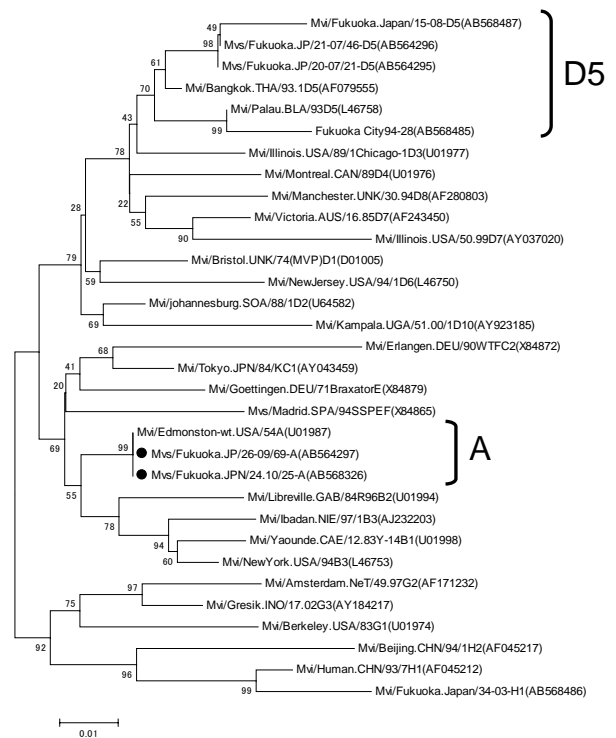 49
Mvi/Fukuoka.Japan/15-08-D5(AB568487)
98
Mvs/Fukuoka.JP/21-07/46-D5(AB564296)
Mvs/Fukuoka.JP/20-07/21-D5(AB564295)
61
Mvi/Bangkok.THA/93.1D5(AF079555)
70
Mvi/Palau.BLA/93D5(L46758)
99
Fukuoka City94-28(AB568485)
D5
43
Mvi/Illinois.USA/89/1Chicago-1D3(U01977)
78
Mvi/Montreal.CAN/89D4(U01976)
22
Mvi/Manchester.UNK/30.94D8(AF280803)
55
Mvi/Victoria.AUS/16.85D7(AF243450)
90
Mvi/Illinois.USA/50.99D7(AY037020)
28
79
Mvi/Bristol.UNK/74(MVP)D1(D01005)
59
Mvi/NewJersey.USA/94/1D6(L46750)
Mvi/johannesburg.SOA/88/1D2(U64582)
69
Mvi/Kampala.UGA/51.00/1D10(AY923185)
Mvi/Erlangen.DEU/90WTFC2(X84872)
68
41
Mvi/Tokyo.JPN/84/KC1(AY043459)
20
Mvi/Goettingen.DEU/71BraxatorE(X84879)
Mvs/Madrid.SPA/94SSPEF(X84865)
69
Mvi/Edmonston-wt.USA/54A(U01987)
99
Mvs/Fukuoka.JP/26-09/69-A(AB564297)
Mvs/Fukuoka.JPN/24.10/25-A(AB568326)
A
55
Mvi/Libreville.GAB/84R96B2(U01994)
78
Mvi/Ibadan.NIE/97/1B3(AJ232203)
94
Mvi/Yaounde.CAE/12.83Y-14B1(U01998)
60
Mvi/NewYork.USA/94B3(L46753)
Mvi/Amsterdam.NeT/49.97G2(AF171232)
97
75
Mvi/Gresik.INO/17.02G3(AY184217)
Mvi/Berkeley.USA/83G1(U01974)
92
Mvi/Beijing.CHN/94/1H2(AF045217)
96
Mvi/Human.CHN/93/7H1(AF045212)
99
Mvi/Fukuoka.Japan/34-03-H1(AB568486)
0.01